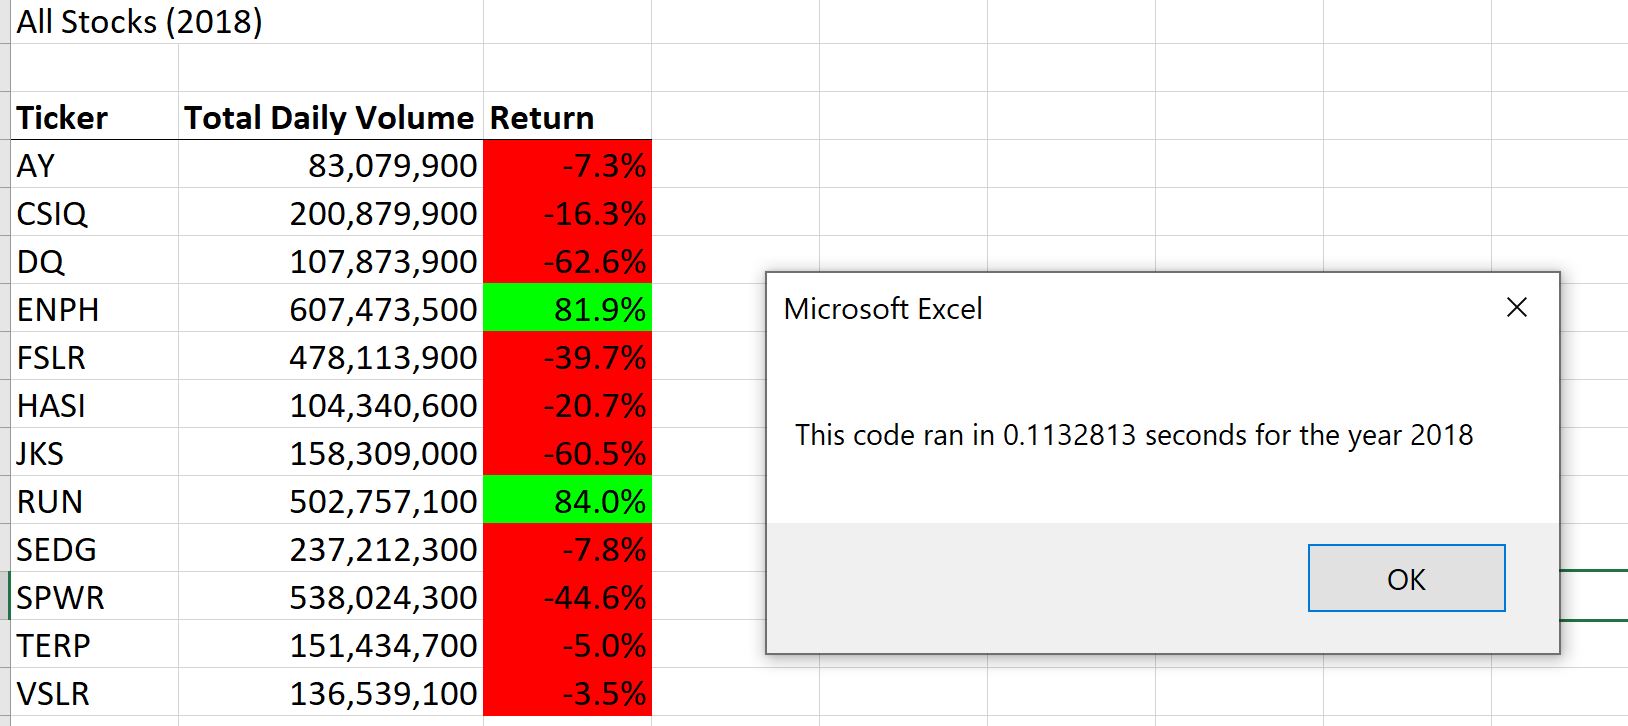 All Stocks (2018)
Ticker Total Daily Volume Return
AY 83,079,900 -7.3%
CSIQ 200,879,900 -16.3%
DQ 107,873,900 -62.6%
ENPH 607,473,500 81.9%
FSLR 478,113,900 -39.7%
HASI 104,340,600 -20.7%
JKS 158,309,000 -60.5%
RUN 502,757,100 84.0%
SEDG 237,212,300 -7.8%
SPWR 538,024,300 -44.6%
TERP 151,434,700 -5.0%
VSLR 136,539,100 -3.5%
Microsoft Excel
This code ran in 0.1132813 seconds for the year 2018
OK